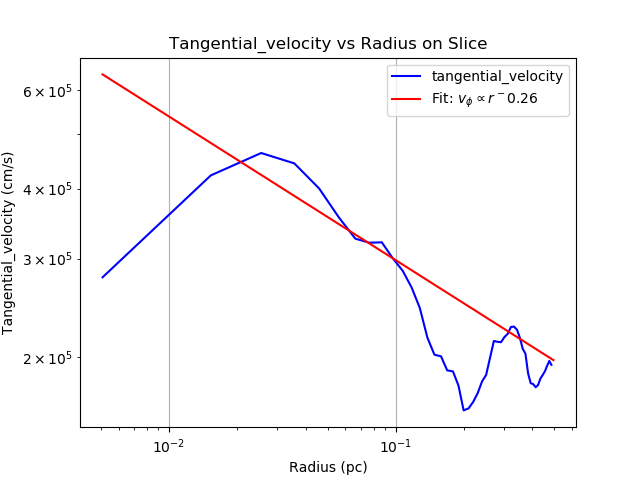 Tangential_velocity vs Radius on Slice
tangential_velocity
Fit: $v_\phi \propto r^-0.26$
Tangential_velocity (cm/s)
6 × 10⁵
4 × 10⁵
3 × 10⁵
2 × 10⁵
10⁻²
10⁻¹
Radius (pc)